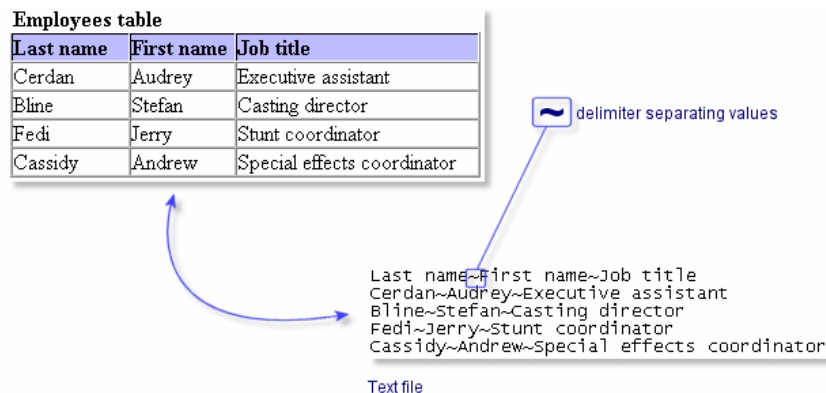 Employees table
Last name First name Job title
Cerdan Audrey Executive assistant
Bline Stefan Casting director
Fedi Jerry Stunt coordinator
Cassidy Andrew Special effects coordinator
~ delimiter separating values
Last name~First name~Job title
Cerdan~Audrey~Executive assistant
Bline~Stefan~Casting director
Fedi~Jerry~Stunt coordinator
Cassidy~Andrew~Special effects coordinator
Text file